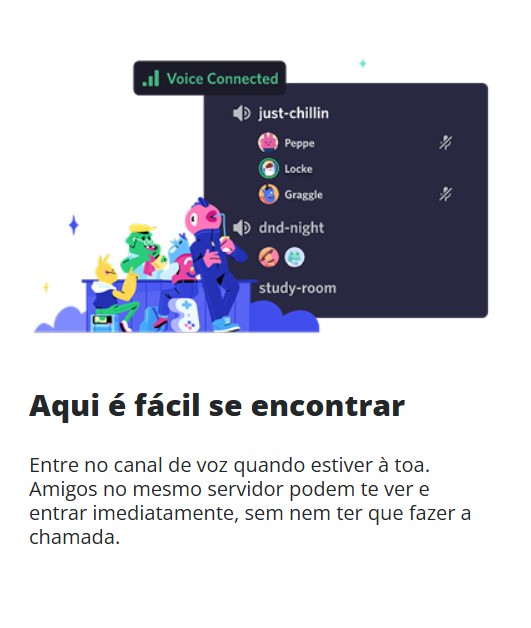 Voice Connected
just-chillin
Peppe
Locke
Graggle
dnd-night
study-room
Aqui é fácil se encontrar
Entre no canal de voz quando estiver à toa.
Amigos no mesmo servidor podem te ver e
entrar imediatamente, sem nem ter que fazer a
chamada.